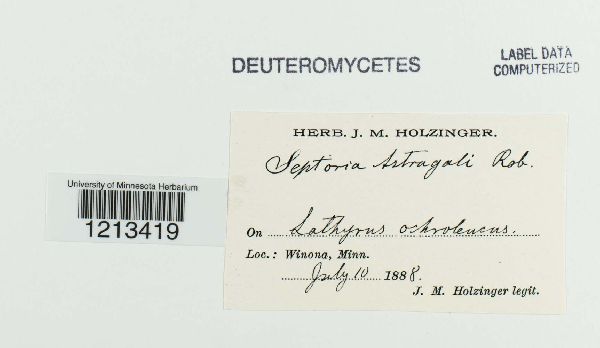 DEUTEROMYCETES
LABEL DATA
COMPUTERIZED
HERB. J. M. HOLZINGER.
Septoria Astragali Rob.
On Lathyrus ochroleucus.
Loc.: Winona, Minn.
July 10 1888.
J. M. Holzinger legit.
University of Minnesota Herbarium
1213419